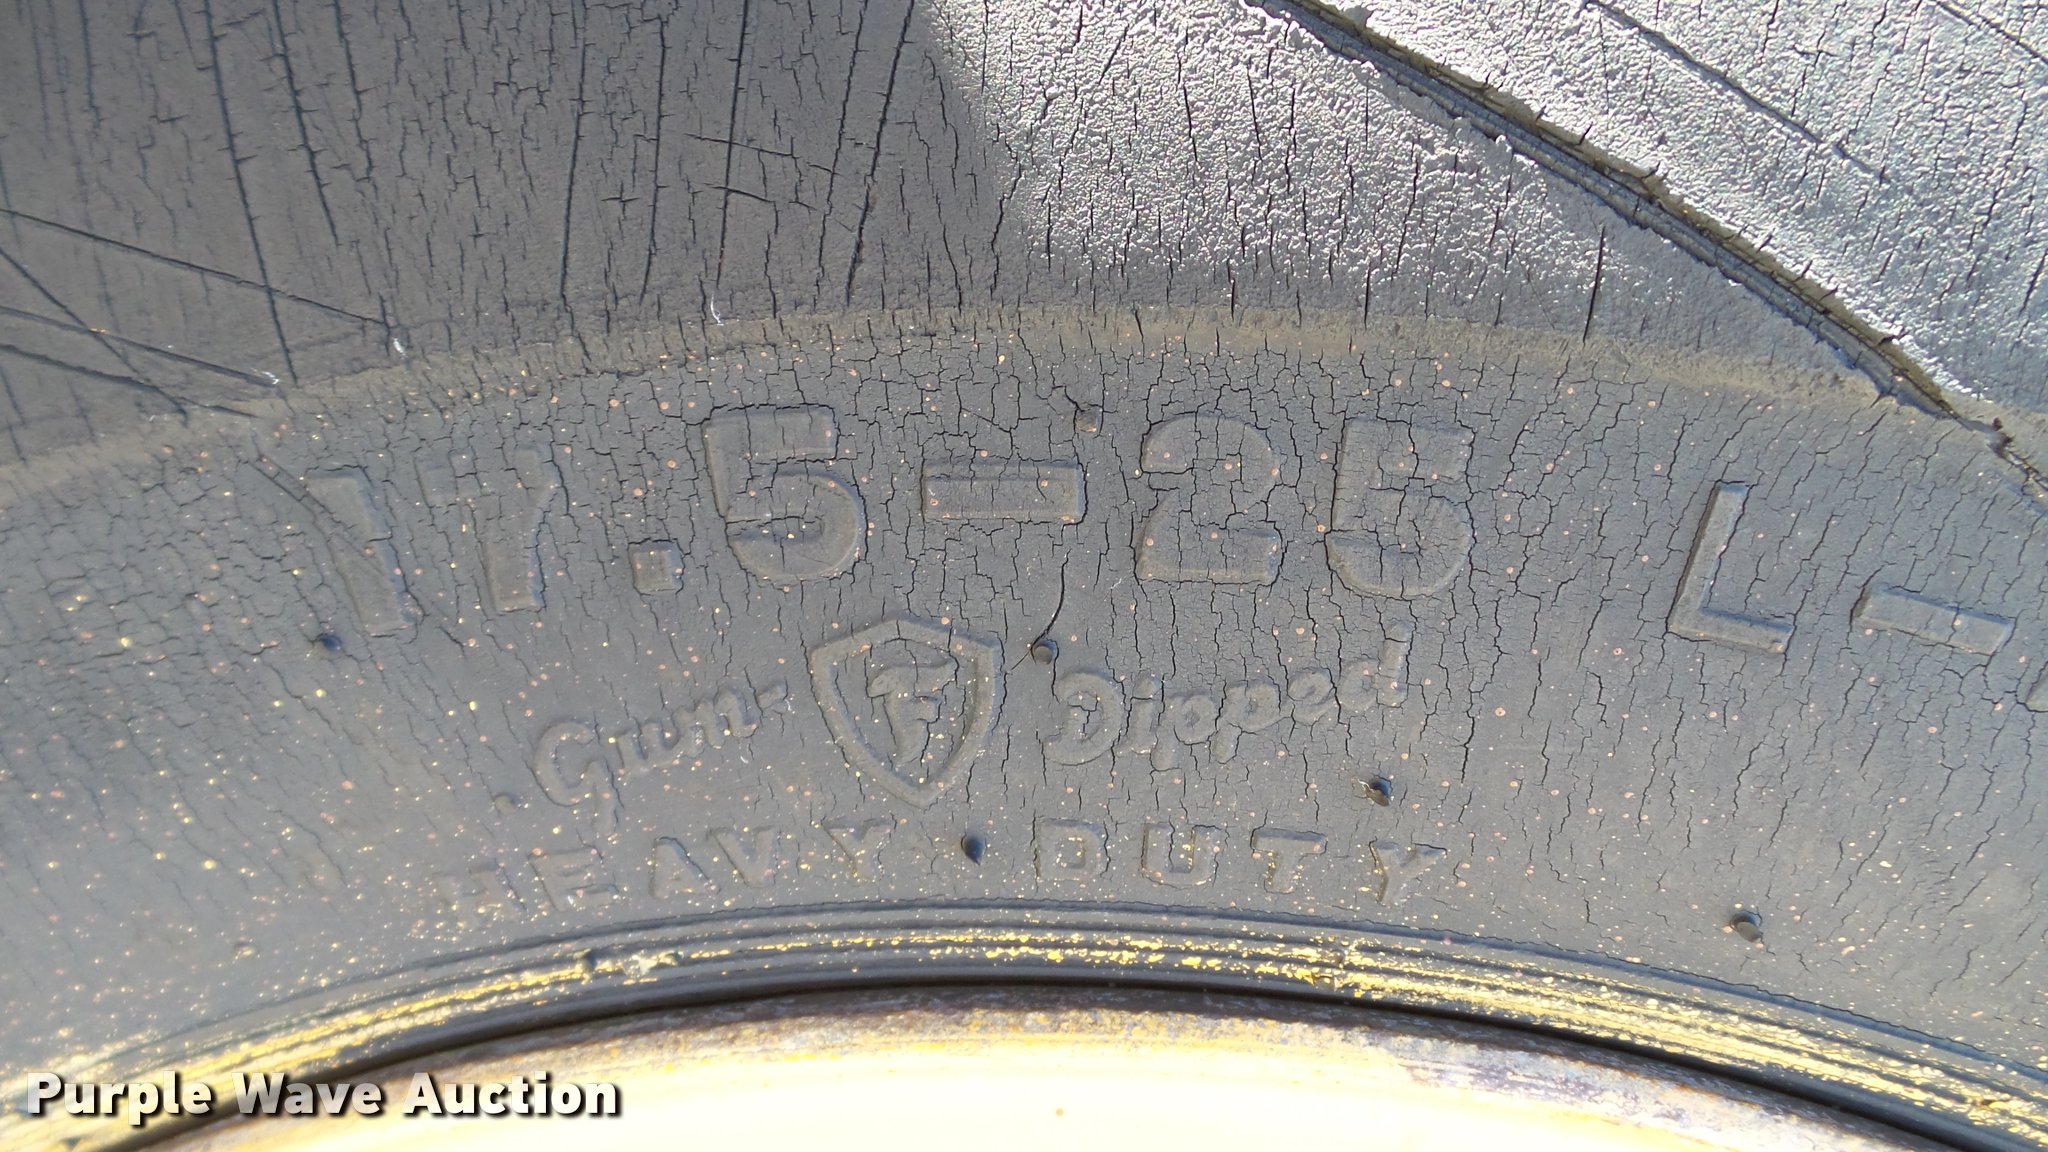 17.5-25 L-
Gum- F Dipped
HEAVY DUTY
Purple Wave Auction